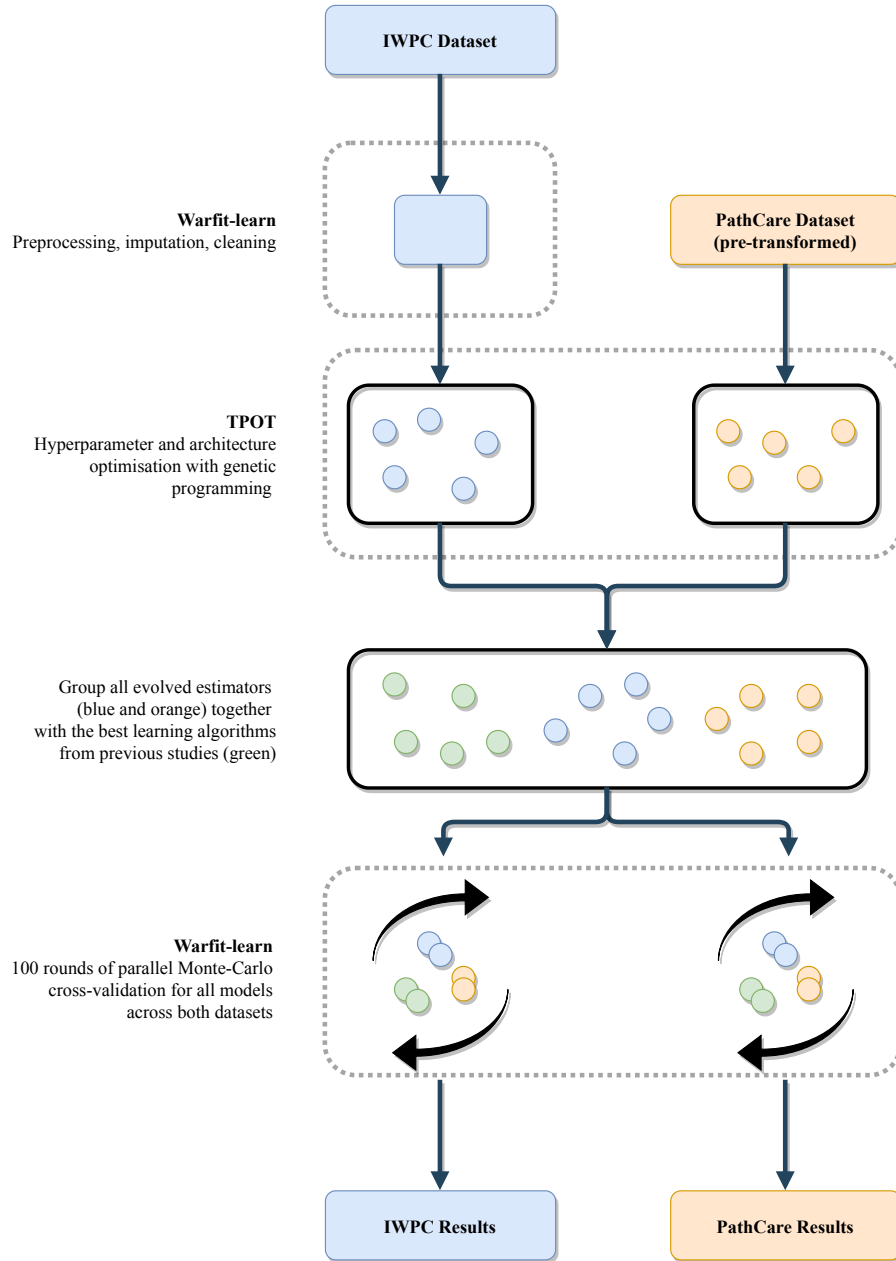 IWPC Dataset
Warfit-learn
Preprocessing, imputation, cleaning
PathCare Dataset
(pre-transformed)
TPOT
Hyperparameter and architecture
optimisation with genetic
programming
Group all evolved estimators
(blue and orange) together
with the best learning algorithms
from previous studies (green)
Warfit-learn
100 rounds of parallel Monte-Carlo
cross-validation for all models
across both datasets
IWPC Results
PathCare Results